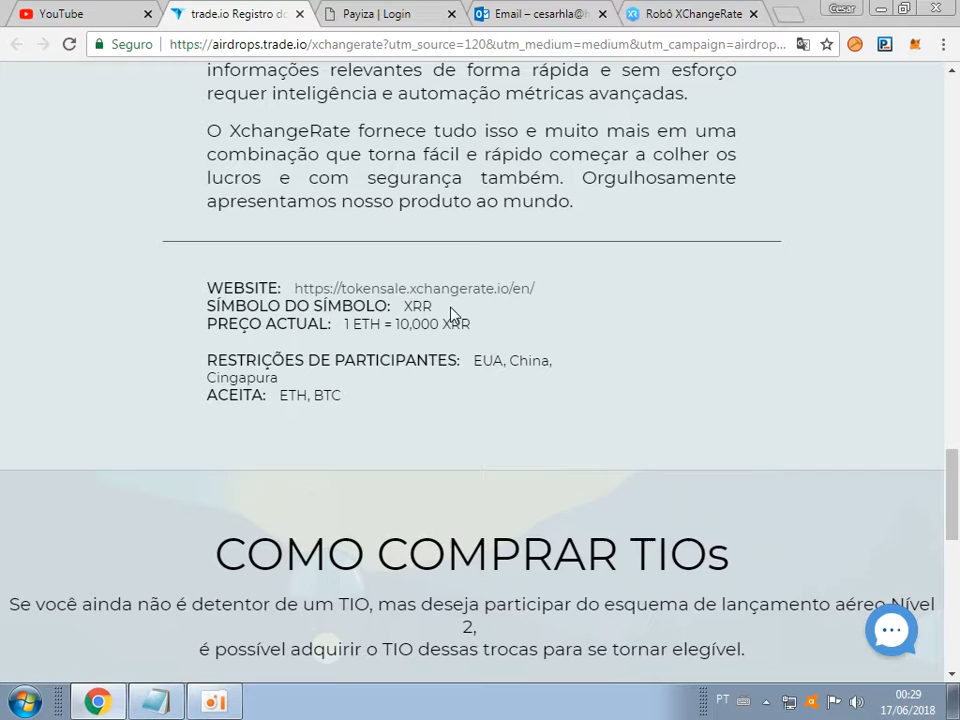 YouTube
trade.io Registro do
Payiza | Login
Email – cesarhla@h
Robô XChangeRate
Cesar
Seguro
https://airdrops.trade.io/xchangerate?utm_source=120&utm_medium=medium&utm_campaign=airdrop...
informações relevantes de forma rápida e sem esforço
requer inteligência e automação métricas avançadas.
O XchangeRate fornece tudo isso e muito mais em uma
combinação que torna fácil e rápido começar a colher os
lucros e com segurança também. Orgulhosamente
apresentamos nosso produto ao mundo.
WEBSITE: https://tokensale.xchangerate.io/en/
SÍMBOLO DO SÍMBOLO: XRR
PREÇO ACTUAL: 1 ETH = 10,000 XRR
RESTRIÇÕES DE PARTICIPANTES: EUA, China,
Cingapura
ACEITA: ETH, BTC
COMO COMPRAR TIOs
Se você ainda não é detentor de um TIO, mas deseja participar do esquema de lançamento aéreo Nível
2,
é possível adquirir o TIO dessas trocas para se tornar elegível.
PT
00:29
17/06/2018